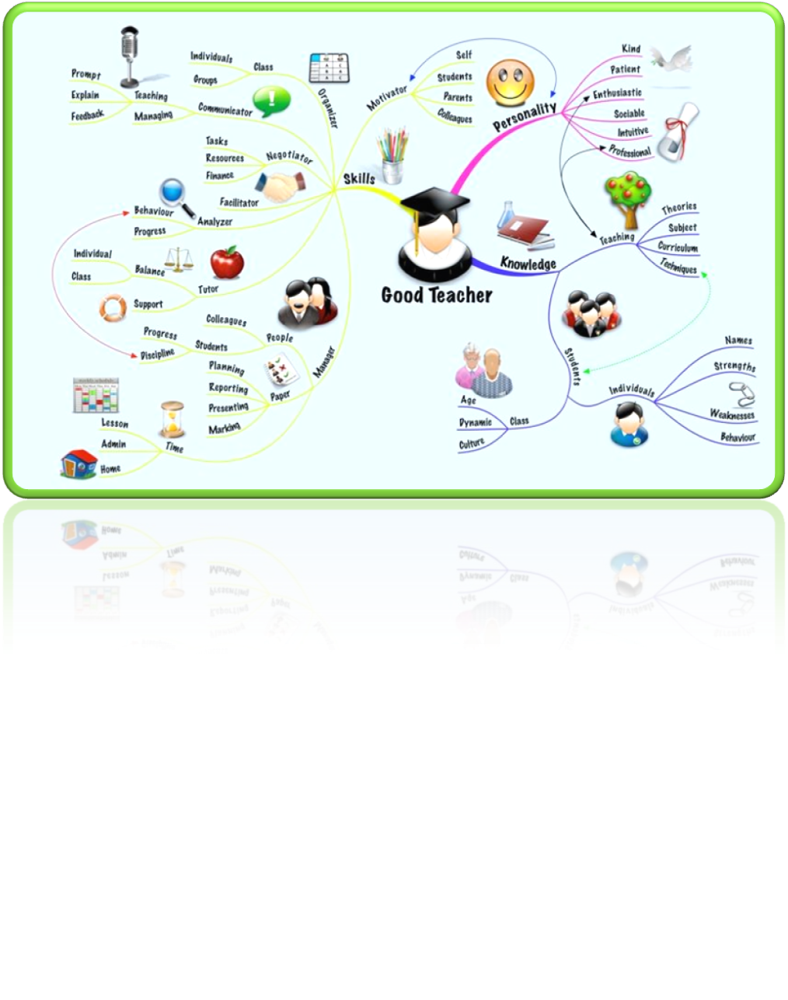 Good Teacher
Personality
Kind
Patient
Enthusiastic
Sociable
Intuitive
Professional
Knowledge
Teaching
Theories
Subject
Curriculum
Techniques
Students
Individuals
Names
Strengths
Weaknesses
Behaviour
Class
Age
Dynamic
Culture
Skills
Motivator
Self
Students
Parents
Colleagues
Organizer
Class
Individuals
Groups
Communicator
Teaching
Prompt
Explain
Feedback
Managing
Negotiator
Tasks
Resources
Finance
Facilitator
Analyzer
Behaviour
Progress
Tutor
Balance
Individual
Class
Support
Manager
People
Colleagues
Students
Progress
Discipline
Paper
Planning
Reporting
Presenting
Marking
Time
Lesson
Admin
Home